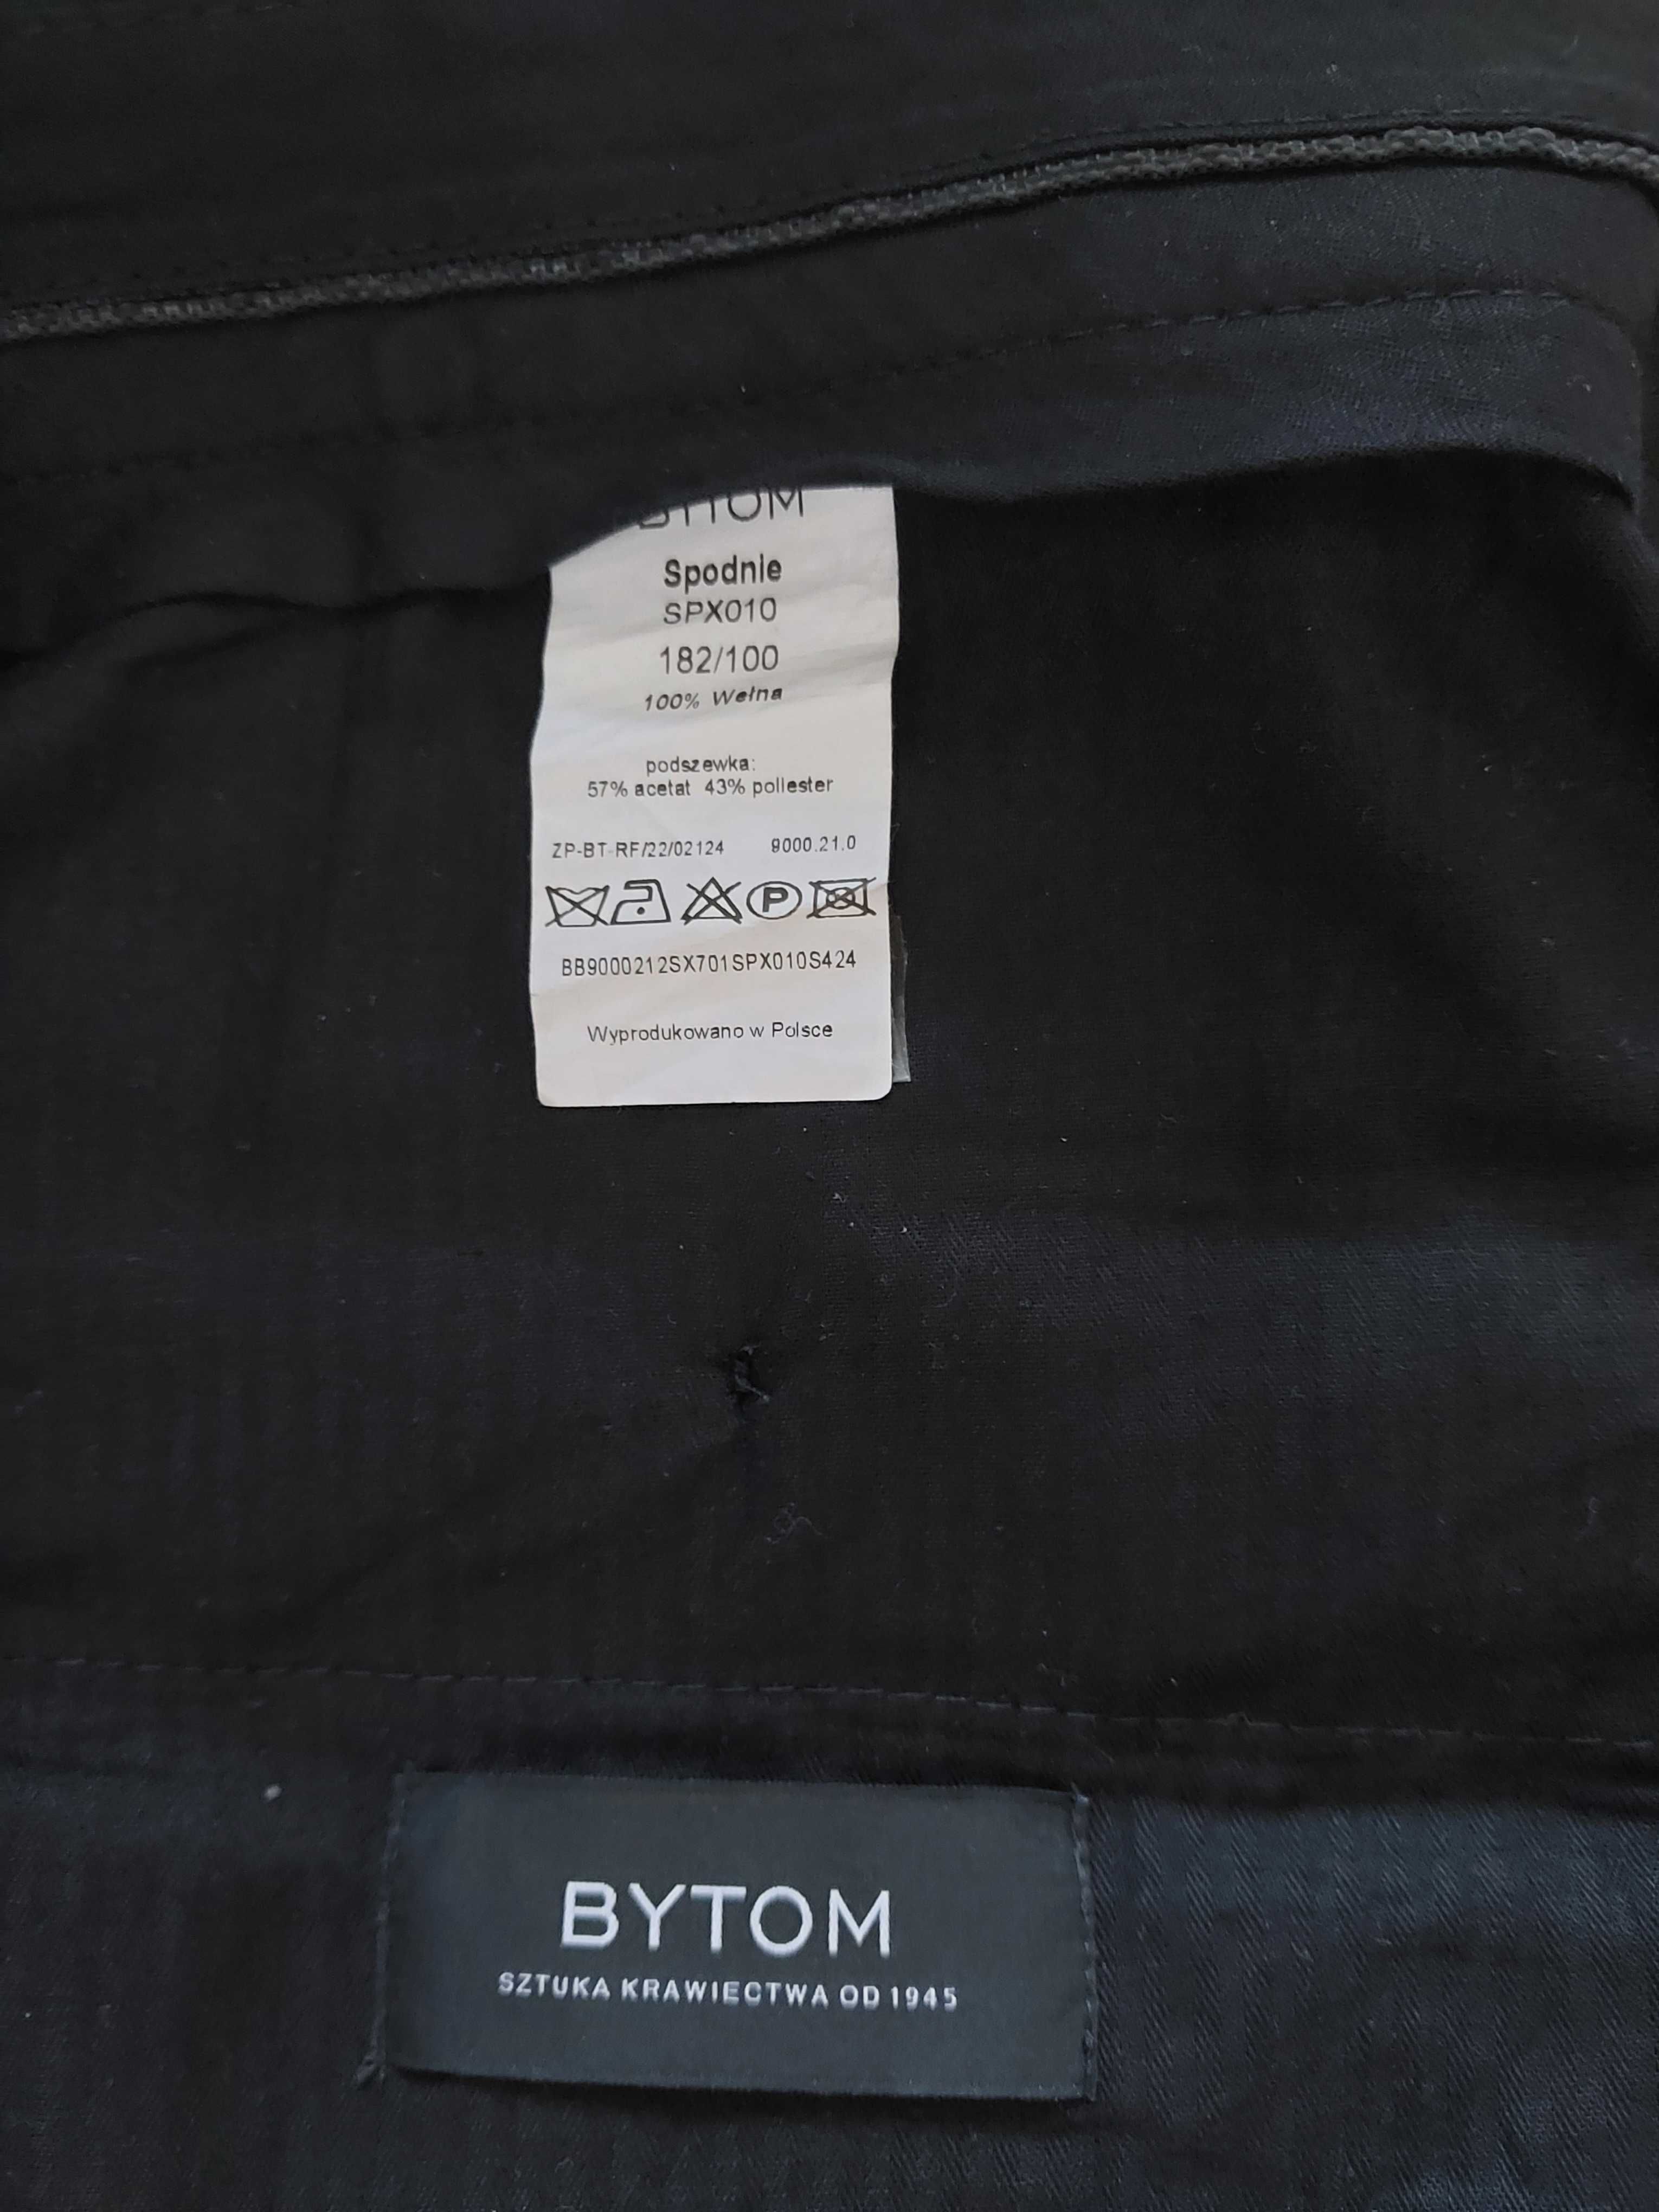 BYTOM
Spodnie
SPX010
182/100
100% Wełna
podszewka:
57% acetat 43% poliester
ZP-BT-RF/22/02124 9000.21.0
P
BB9000212SX701SPX010S424
Wyprodukowano w Polsce
BYTOM
SZTUKA KRAWIECTWA OD 1945